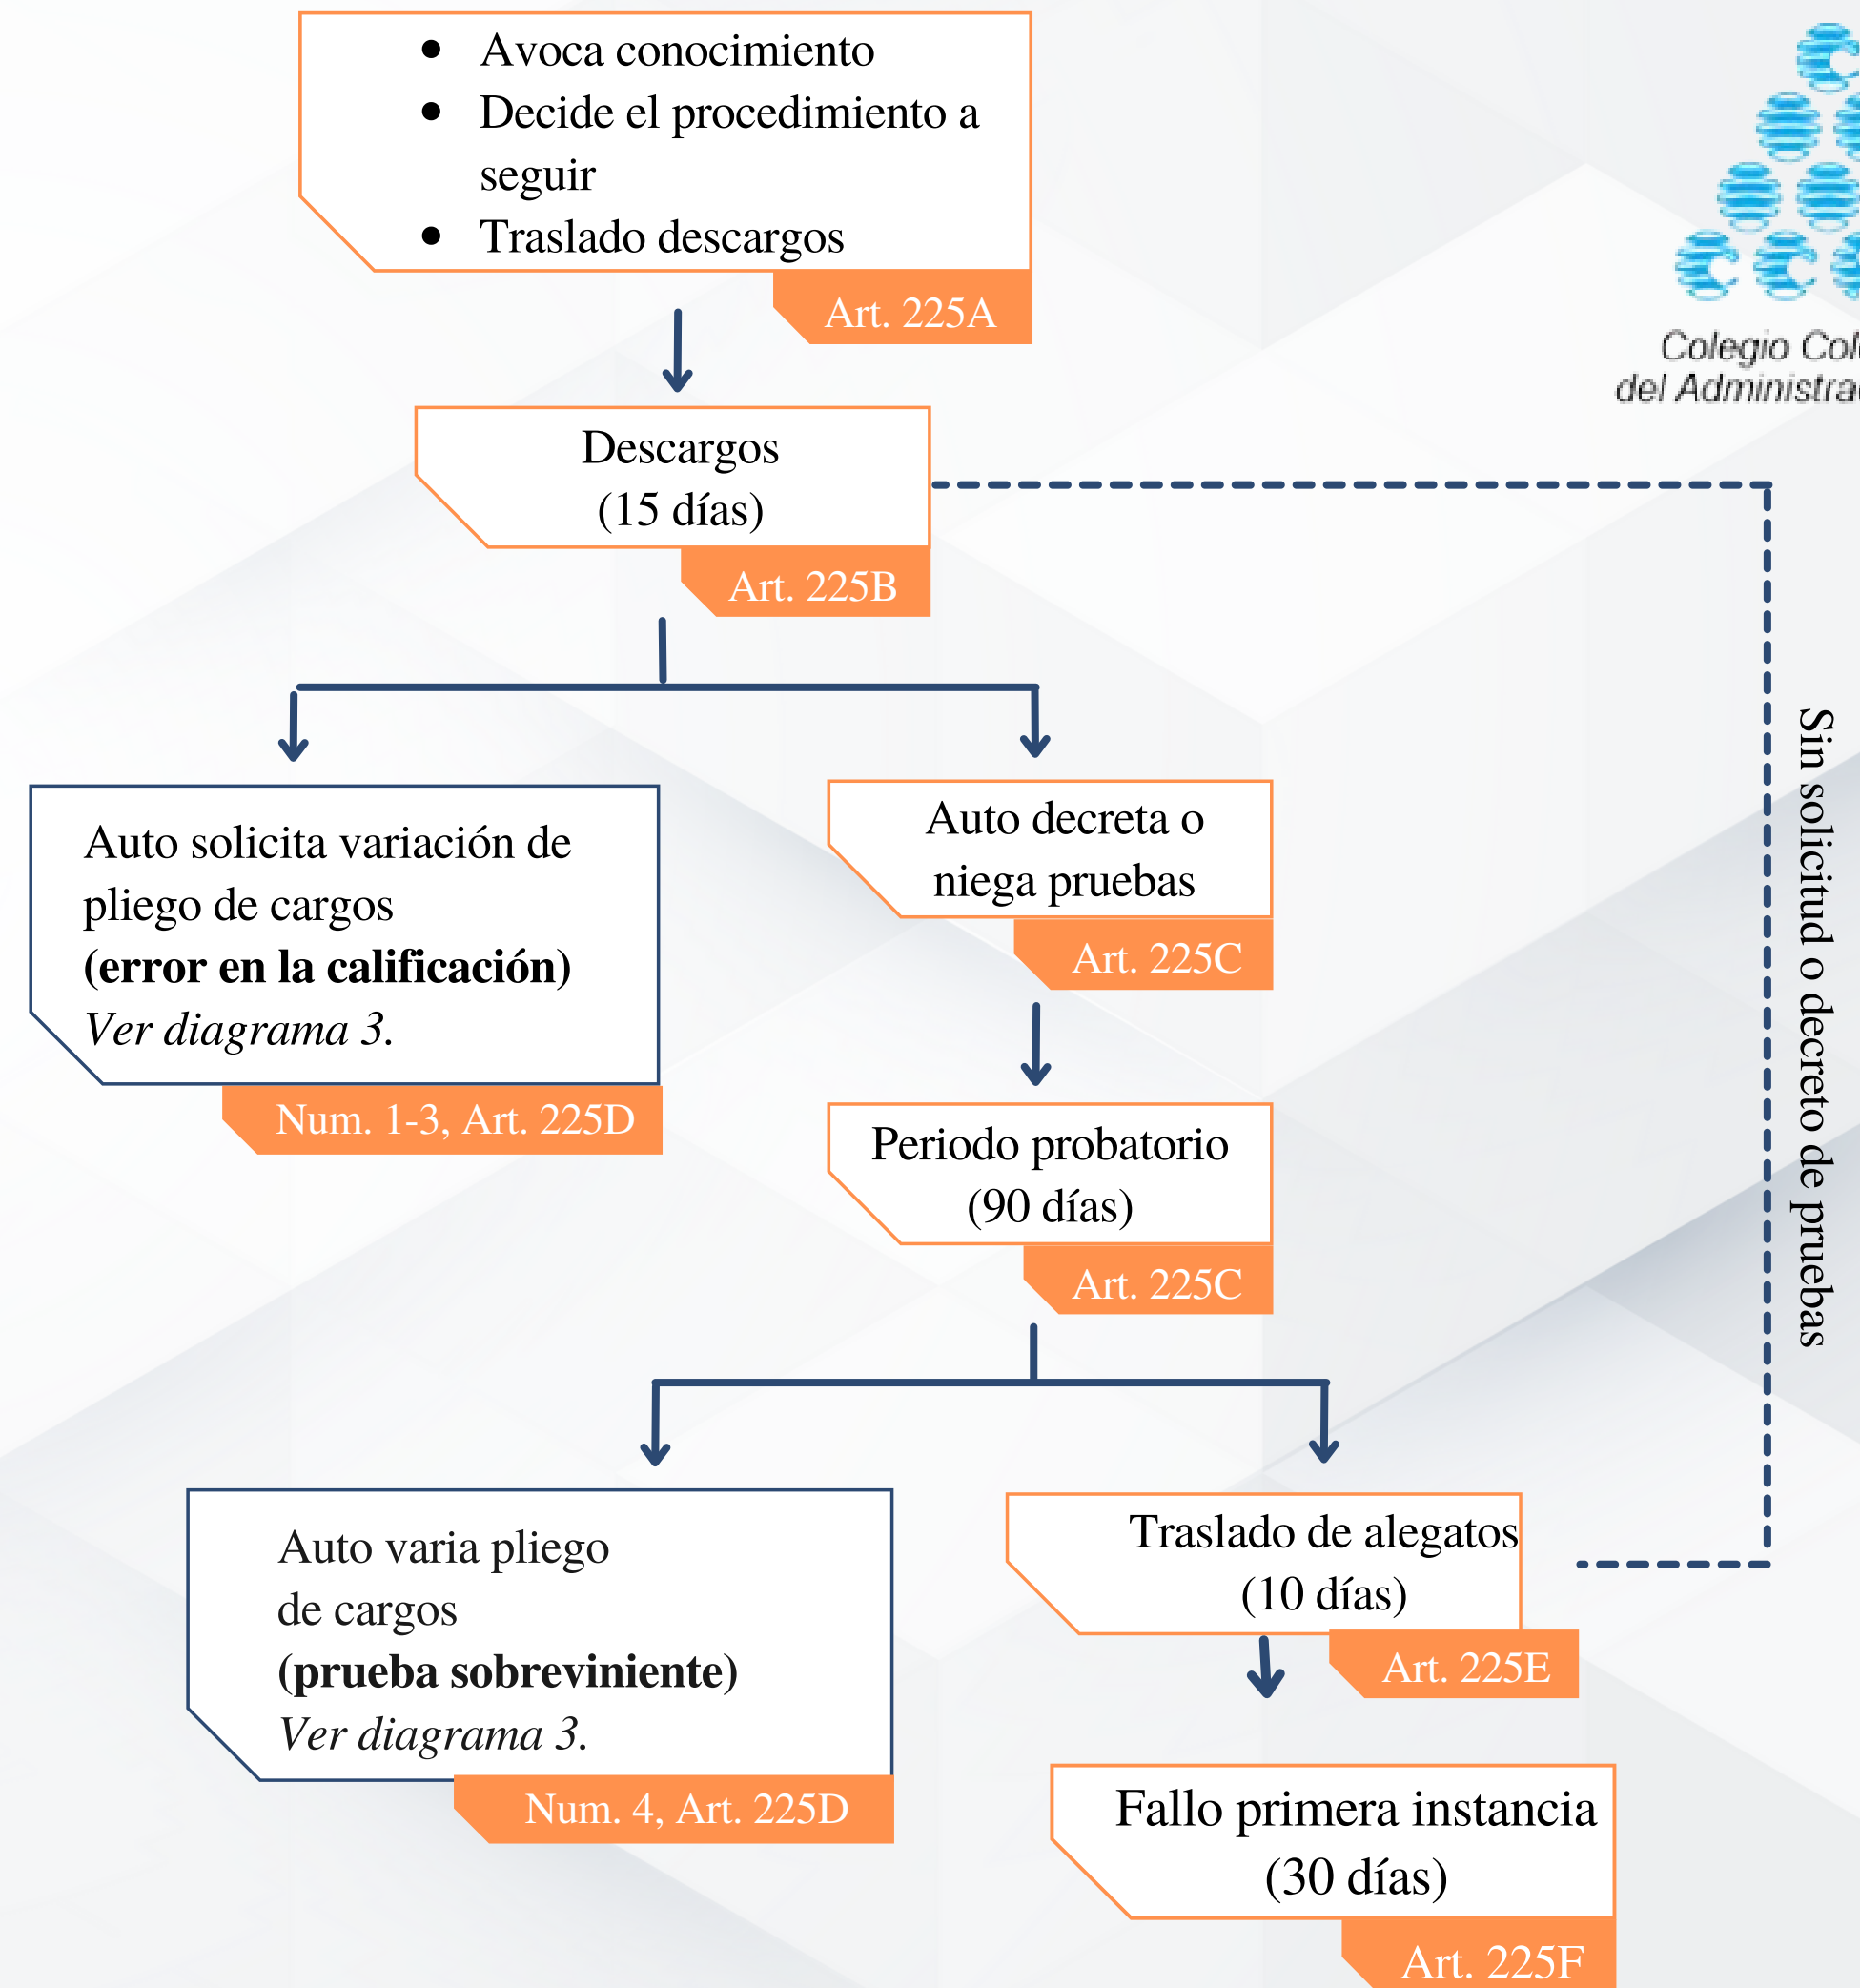 • Avoca conocimiento
• Decide el procedimiento a
seguir
• Traslado descargos
Art. 225A
Colegio
del
Descargos
(15 días)
Art. 225B
Sin solicitud o decreto de pruebas
Auto solicita variación de
pliego de cargos
(error en la calificación)
Ver diagrama 3.
Num. 1-3, Art. 225D
Auto decreta o
niega pruebas
Art. 225C
Periodo probatorio
(90 días)
Art. 225C
Auto varia pliego
de cargos
(prueba sobreviniente)
Ver diagrama 3.
Num. 4, Art. 225D
Traslado de alegatos
(10 días)
Art. 225E
Fallo primera instancia
(30 días)
Art. 225F